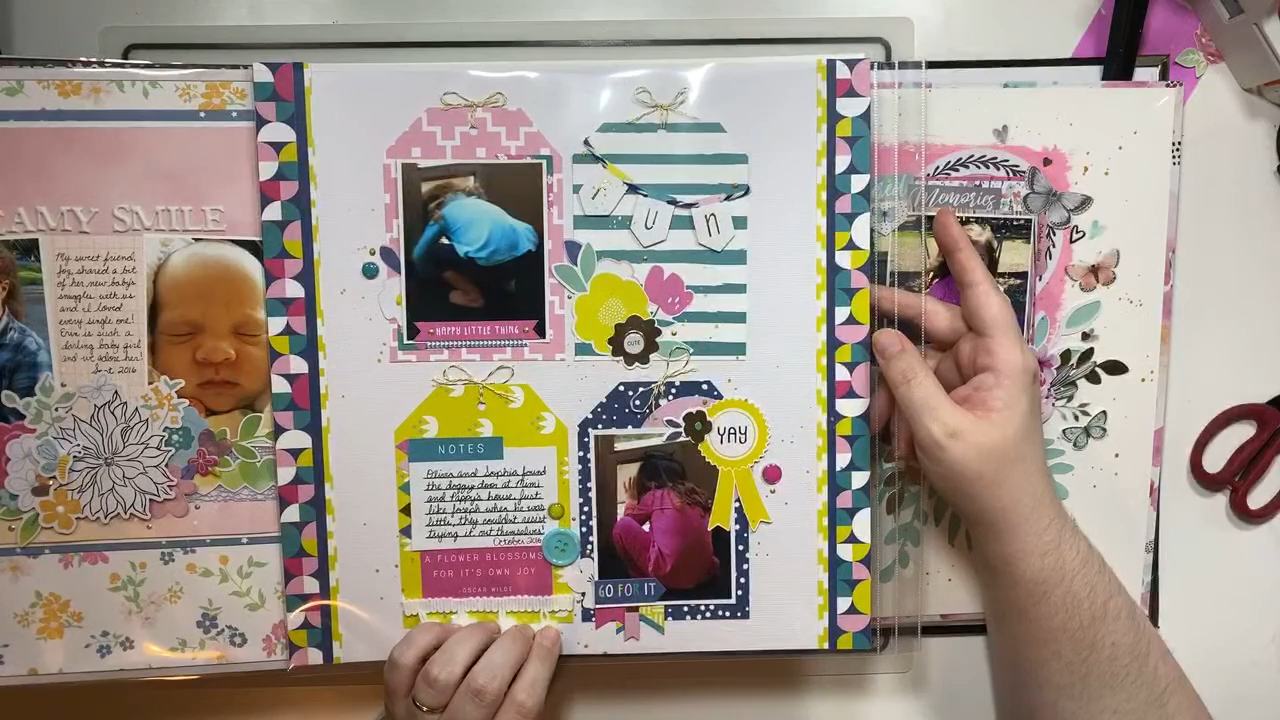 AMY SMILE
My sweet friend,
Joy shared a bit
of her new baby's
snuggles with us
and I loved
every single one!
Erin is such a
darling baby girl
and we adore her!
Sept 2016
HAPPY LITTLE THING
FUN
CUTE
NOTES
Olivia and Sophia found
the doggy door at Mimi
and Pappy's house. Just
like Joseph when he was
little, they couldn't resist
trying it out themselves!
October 2016
A FLOWER BLOSSOMS
FOR IT'S OWN JOY
-OSCAR WILDE
YAY
GO FOR IT
Memories